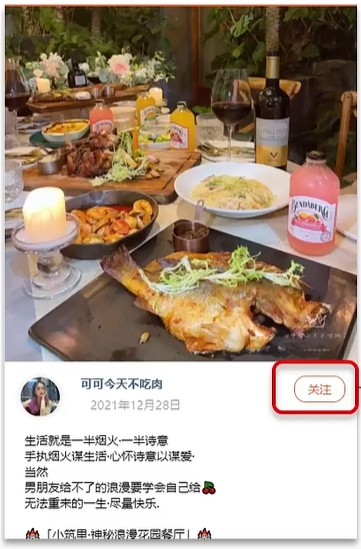 BUNDABERG
可可今天不吃肉
2021年12月28日
关注
生活就是一半烟火·一半诗意
手执烟火谋生活·心怀诗意以谋爱·
当然
男朋友给不了的浪漫要学会自己给🍒
无法重来的一生·尽量快乐.
🏩「小筑里·神秘浪漫花园餐厅」🏩